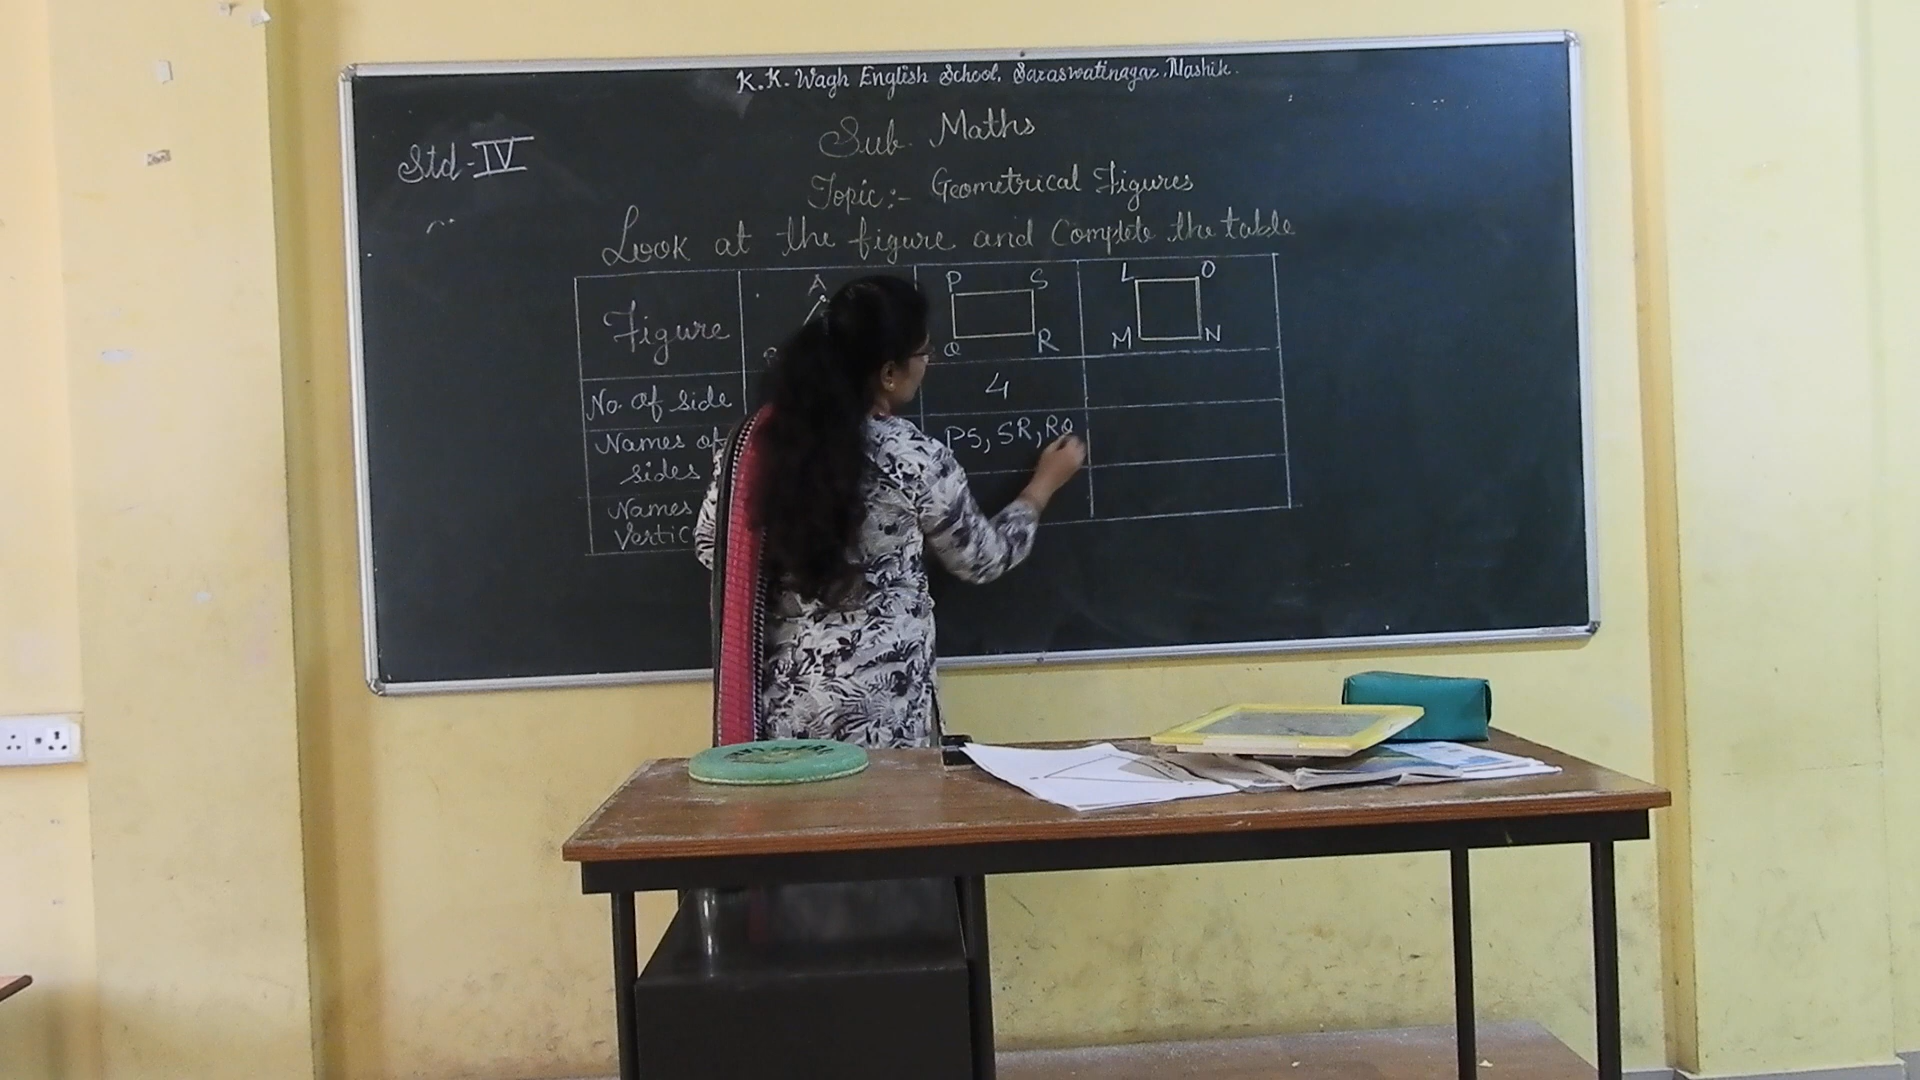 K.K. Wagh English School, Saraswatinagar, Nashik.
Std-IV
Sub. Maths
Topic:- Geometrical Figures
Look at the figure and Complete the table
Figure A P S Q R L O M N
No. of side 4
Names of sides PS, SR, RQ
Names